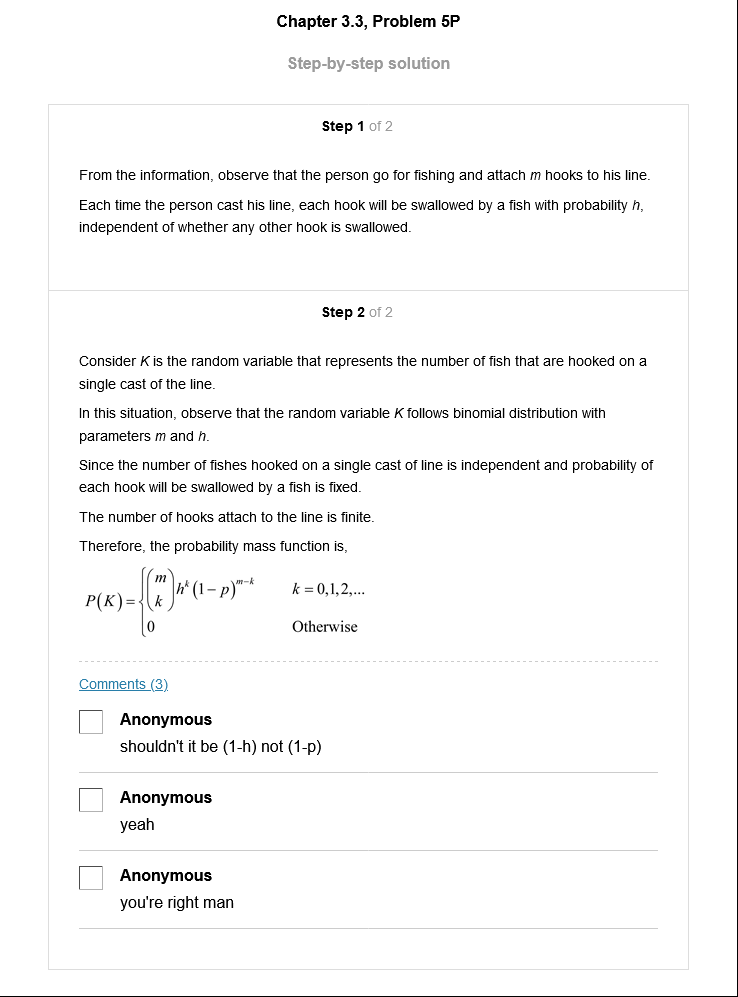 Chapter 3.3, Problem 5P
Step-by-step solution
Step 1 of 2
From the information, observe that the person go for fishing and attach m hooks to his line.
Each time the person cast his line, each hook will be swallowed by a fish with probability h,
independent of whether any other hook is swallowed.
Step 2 of 2
Consider K is the random variable that represents the number of fish that are hooked on a
single cast of the line.
In this situation, observe that the random variable K follows binomial distribution with
parameters m and h.
Since the number of fishes hooked on a single cast of line is independent and probability of
each hook will be swallowed by a fish is fixed.
The number of hooks attach to the line is finite.
Therefore, the probability mass function is,
P(K) = { (m k) h^k (1 − p)^{m−k} k = 0,1,2,...
0 Otherwise
Comments (3)
Anonymous
shouldn't it be (1-h) not (1-p)
Anonymous
yeah
Anonymous
you're right man